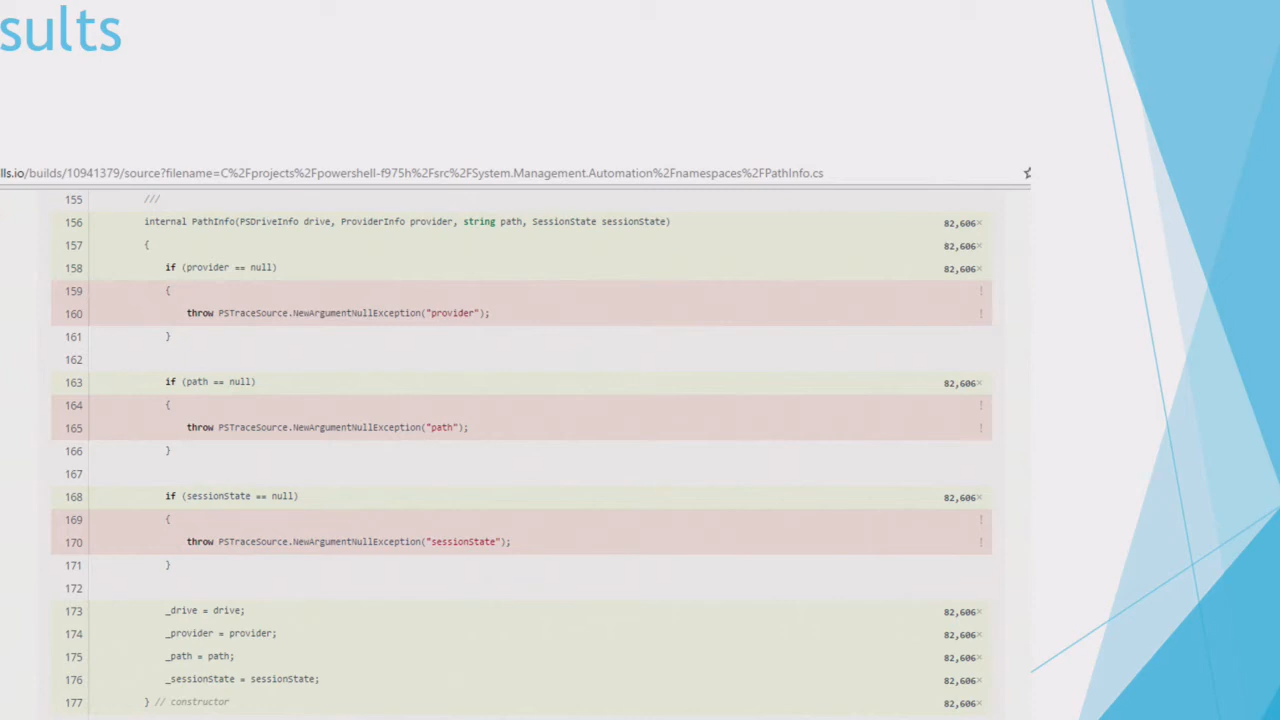 sults
lls.io/builds/10941379/source?filename=C%2Fprojects%2Fpowershell-f975h%2Fsrc%2FSystem.Management.Automation%2Fnamespaces%2FPathInfo.cs
155 ///
156 internal PathInfo(PSDriveInfo drive, ProviderInfo provider, string path, SessionState sessionState) 82,606×
157 { 82,606×
158 if (provider == null) 82,606×
159 { !
160 throw PSTraceSource.NewArgumentNullException("provider"); !
161 }
162
163 if (path == null) 82,606×
164 { !
165 throw PSTraceSource.NewArgumentNullException("path"); !
166 }
167
168 if (sessionState == null) 82,606×
169 { !
170 throw PSTraceSource.NewArgumentNullException("sessionState"); !
171 }
172
173 _drive = drive; 82,606×
174 _provider = provider; 82,606×
175 _path = path; 82,606×
176 _sessionState = sessionState; 82,606×
177 } // constructor 82,606×